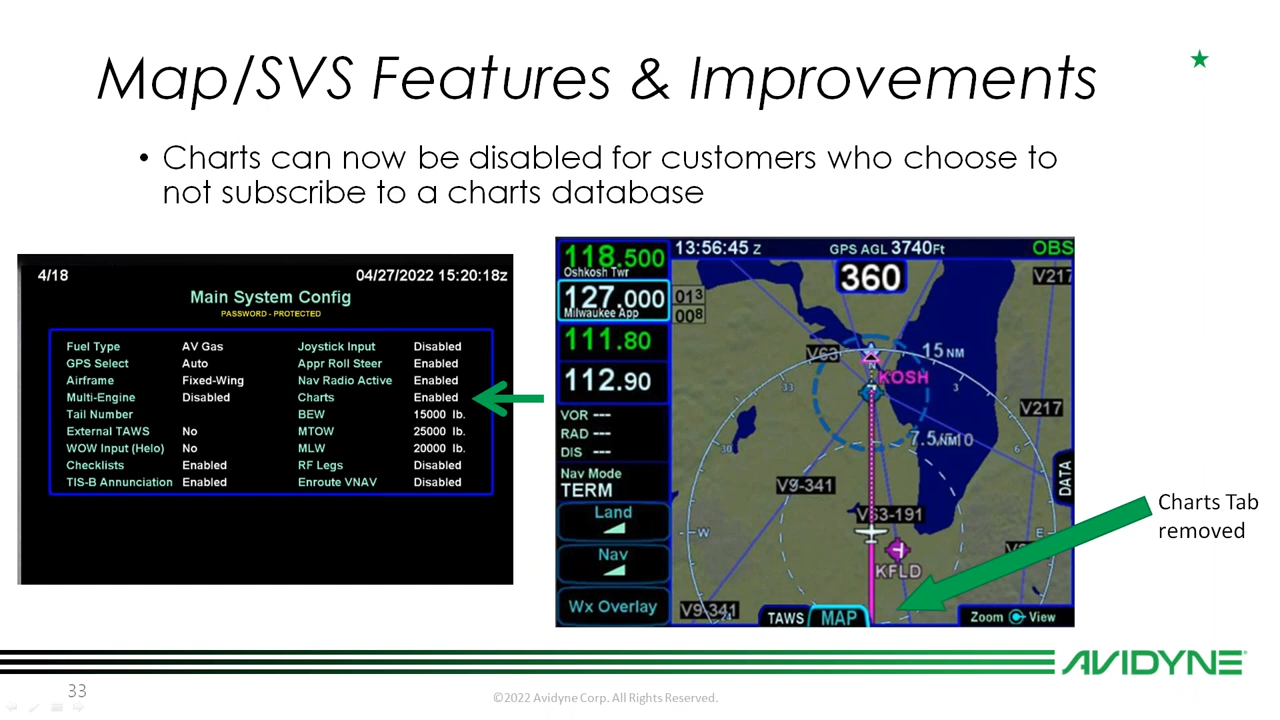 Map/SVS Features & Improvements
• Charts can now be disabled for customers who choose to
not subscribe to a charts database
4/18 04/27/2022 15:20:18z
Main System Config
PASSWORD - PROTECTED
Fuel Type AV Gas Joystick Input Disabled
GPS Select Auto Appr Roll Steer Enabled
Airframe Fixed-Wing Nav Radio Active Enabled
Multi-Engine Disabled Charts Enabled
Tail Number BEW 15000 lb.
External TAWS No MTOW 25000 lb.
WOW Input (Helo) No MLW 20000 lb.
Checklists Enabled RF Legs Disabled
TIS-B Annunciation Enabled Enroute VNAV Disabled
118.500 13:56:45 Z GPS AGL 3740Ft OBS
Oshkosh Twr
360
V217
127.000
Milwaukee App
013
008
111.80
V63
15 NM
N
KOSH
112.90
33
3
V217
VOR ---
RAD ---
DIS ---
7.5
30
6
Nav Mode
TERM
V9-341
DATA
Land
V63-191
W
E
Nav
KFLD
Wx Overlay
V9-341
24
TAWS MAP
Zoom View
Charts Tab
removed
AVIDYNE
33
©2022 Avidyne Corp. All Rights Reserved.